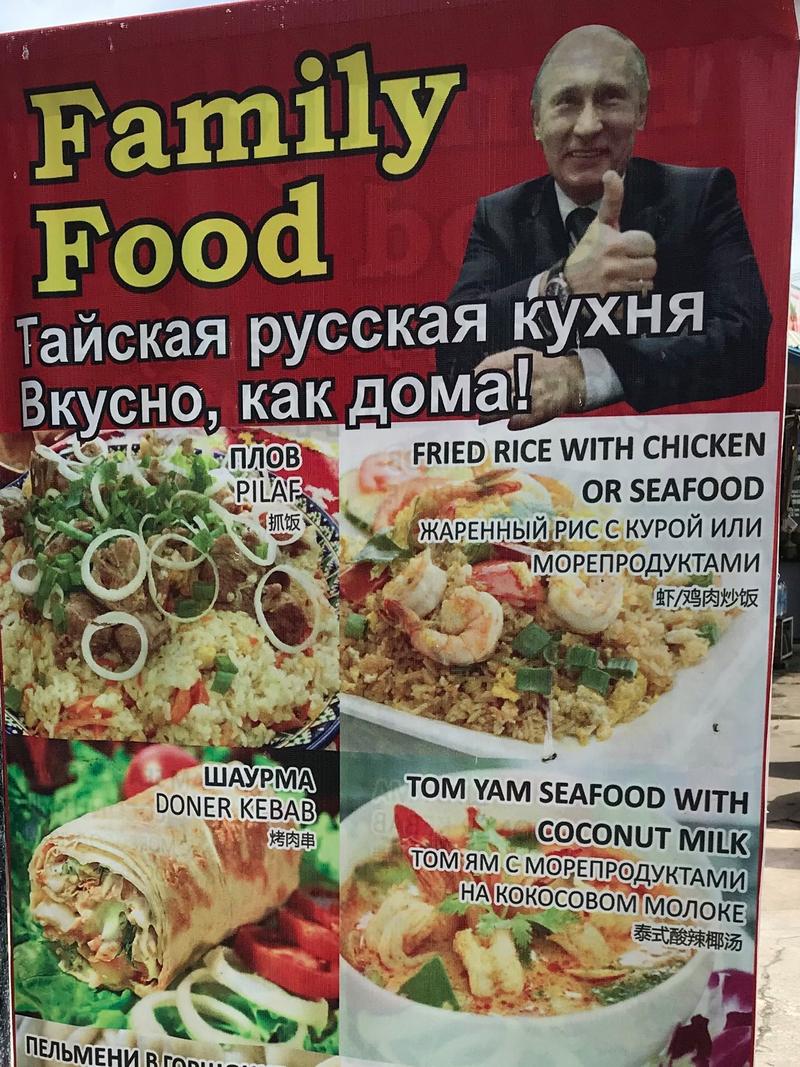 Family
Food
Тайская русская кухня
Вкусно, как дома!
ПЛОВ
PILAF
抓饭
FRIED RICE WITH CHICKEN
OR SEAFOOD
ЖАРЕННЫЙ РИС С КУРОЙ ИЛИ
МОРЕПРОДУКТАМИ
虾/鸡肉炒饭
ШАУРМА
DONER KEBAB
烤肉串
TOM YAM SEAFOOD WITH
COCONUT MILK
ТОМ ЯМ С МОРЕПРОДУКТАМИ
НА КОКОСОВОМ МОЛОКЕ
泰式酸辣椰汤
ПЕЛЬМЕНИ В